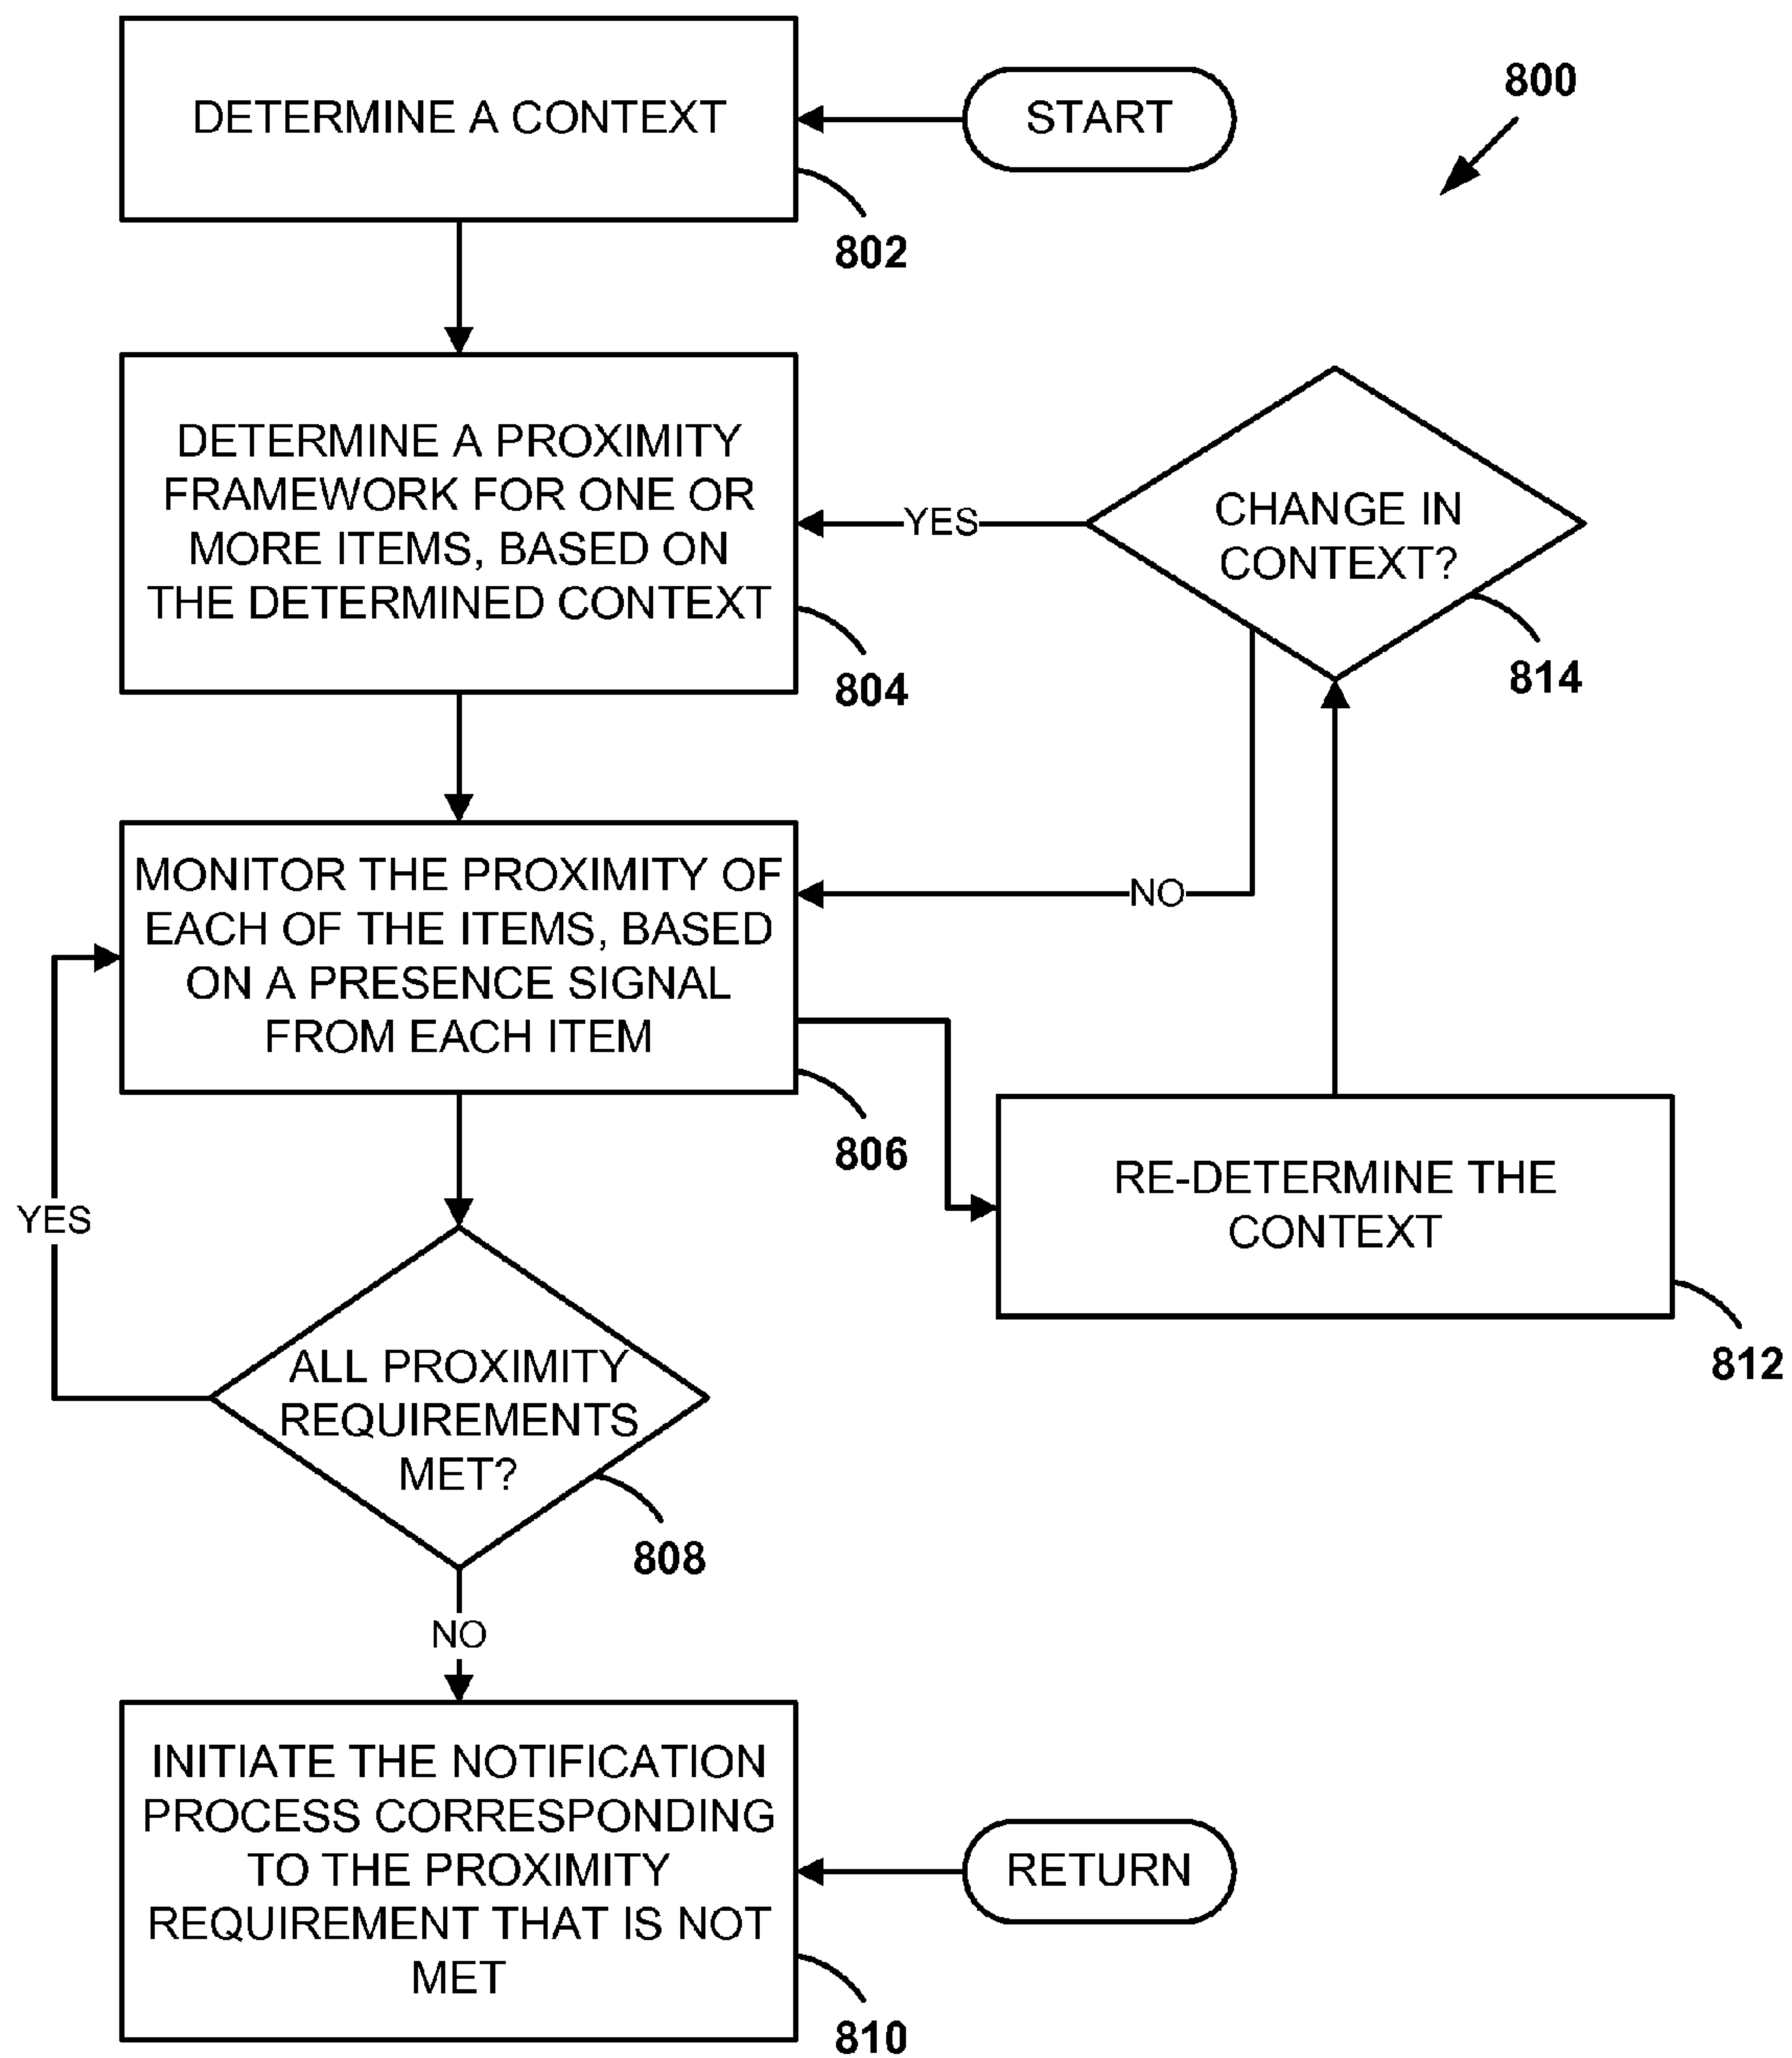 DETERMINE A CONTEXT
START
800
802
DETERMINE A PROXIMITY
FRAMEWORK FOR ONE OR
MORE ITEMS, BASED ON
THE DETERMINED CONTEXT
804
YES
CHANGE IN
CONTEXT?
814
MONITOR THE PROXIMITY OF
EACH OF THE ITEMS, BASED
ON A PRESENCE SIGNAL
FROM EACH ITEM
806
NO
RE-DETERMINE THE
CONTEXT
812
YES
ALL PROXIMITY
REQUIREMENTS
MET?
808
NO
INITIATE THE NOTIFICATION
PROCESS CORRESPONDING
TO THE PROXIMITY
REQUIREMENT THAT IS NOT
MET
810
RETURN